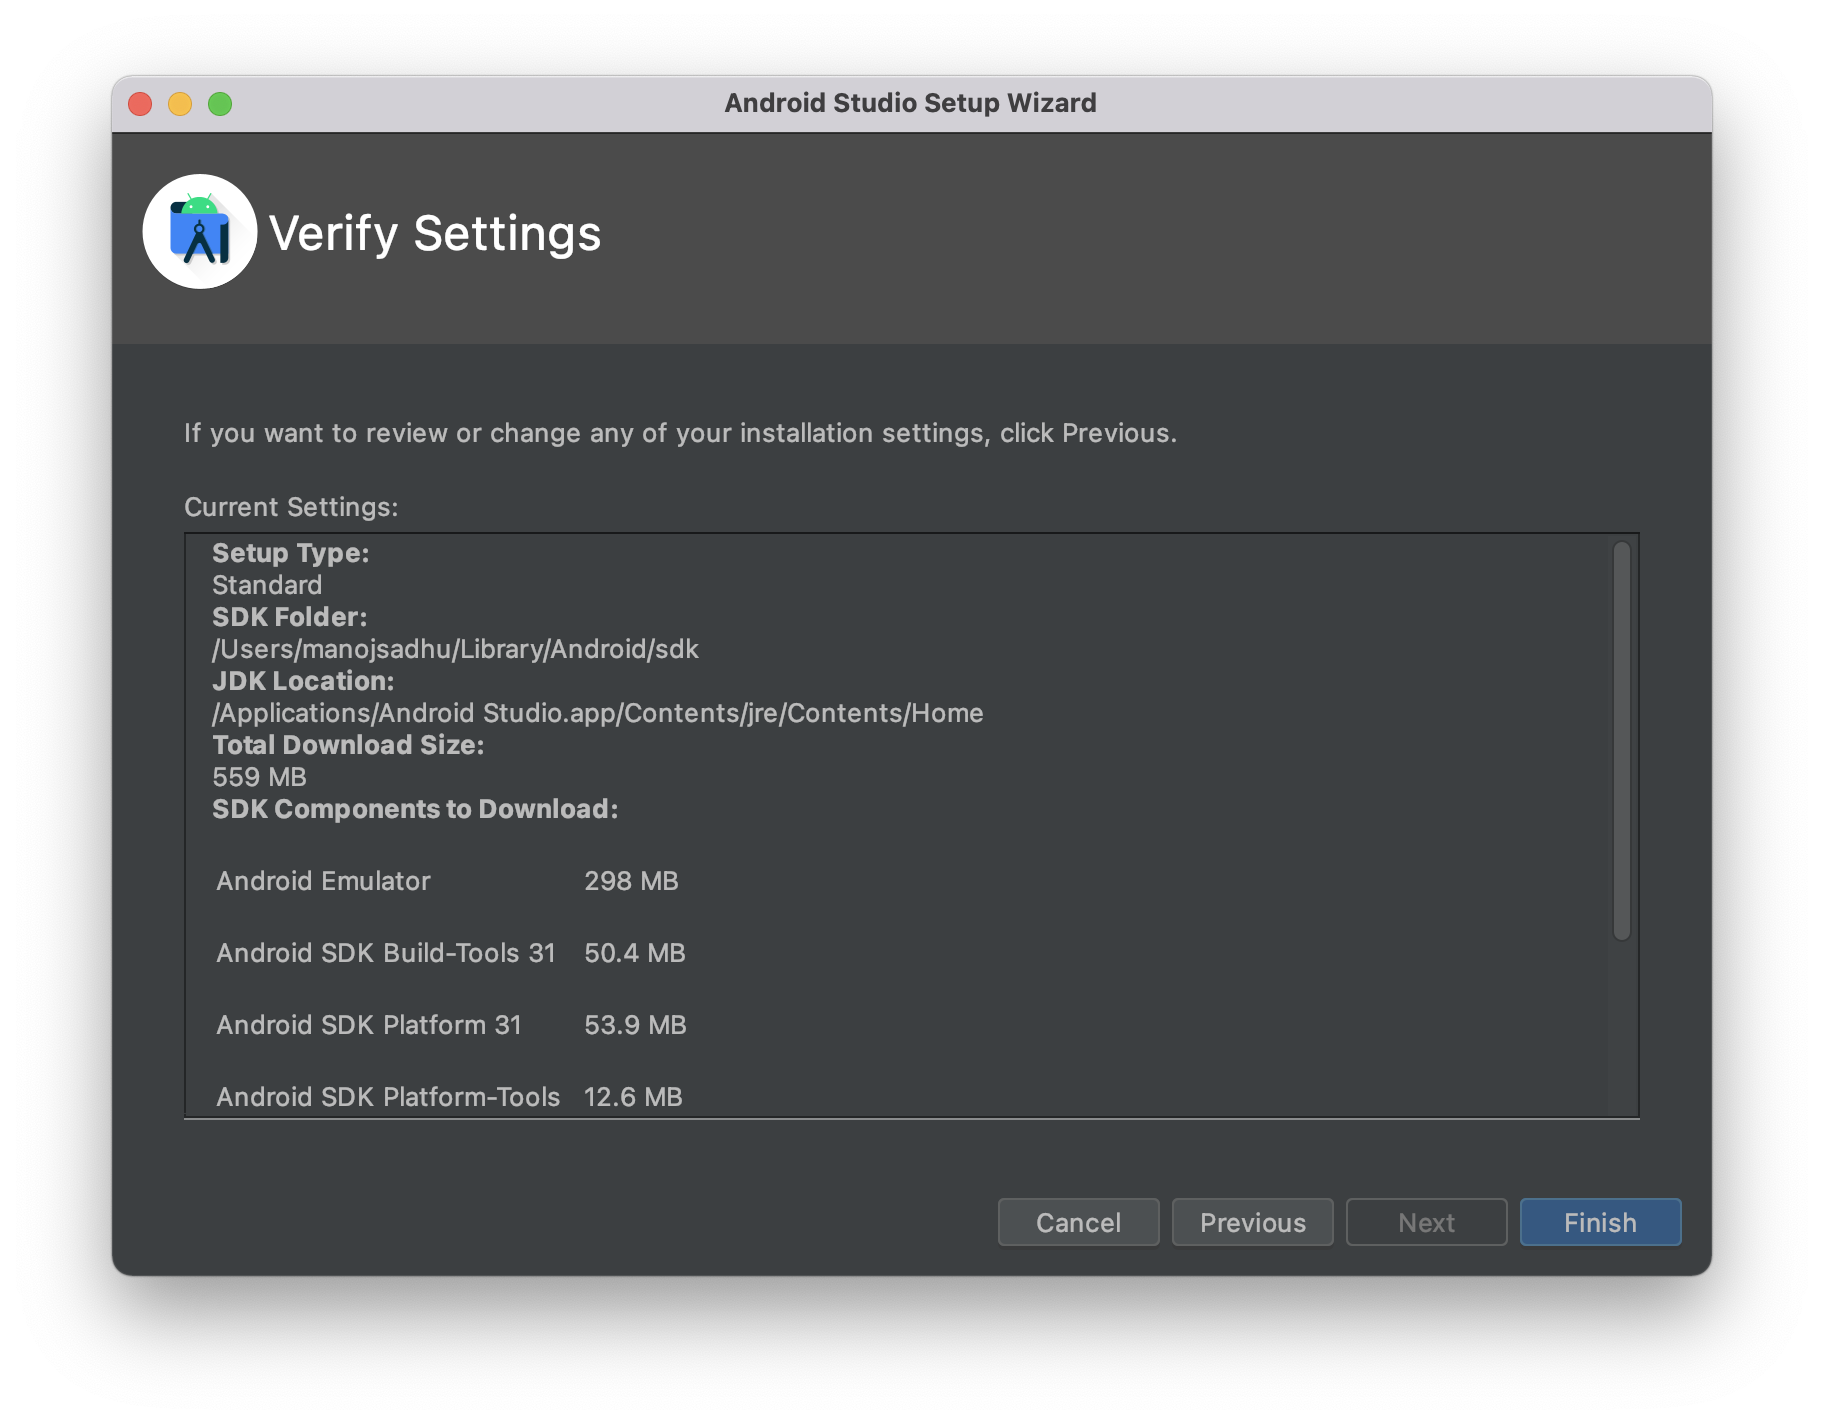 Android Studio Setup Wizard
Verify Settings
If you want to review or change any of your installation settings, click Previous.
Current Settings:
Setup Type:
Standard
SDK Folder:
/Users/manojsadhu/Library/Android/sdk
JDK Location:
/Applications/Android Studio.app/Contents/jre/Contents/Home
Total Download Size:
559 MB
SDK Components to Download:
Android Emulator 298 MB
Android SDK Build-Tools 31 50.4 MB
Android SDK Platform 31 53.9 MB
Android SDK Platform-Tools 12.6 MB
Cancel Previous Next Finish